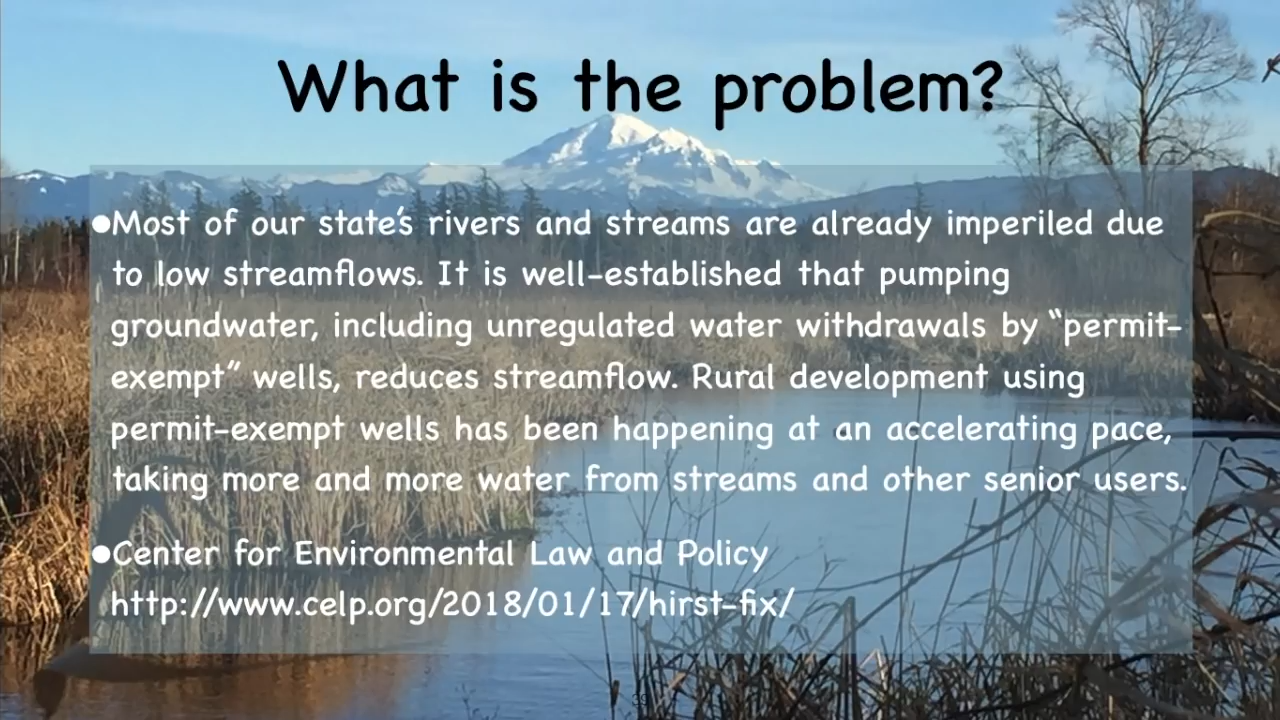 What is the problem?
•Most of our state's rivers and streams are already imperiled due
to low streamflows. It is well-established that pumping
groundwater, including unregulated water withdrawals by “permit-
exempt” wells, reduces streamflow. Rural development using
permit-exempt wells has been happening at an accelerating pace,
taking more and more water from streams and other senior users.
•Center for Environmental Law and Policy
http://www.celp.org/2018/01/17/hirst-fix/